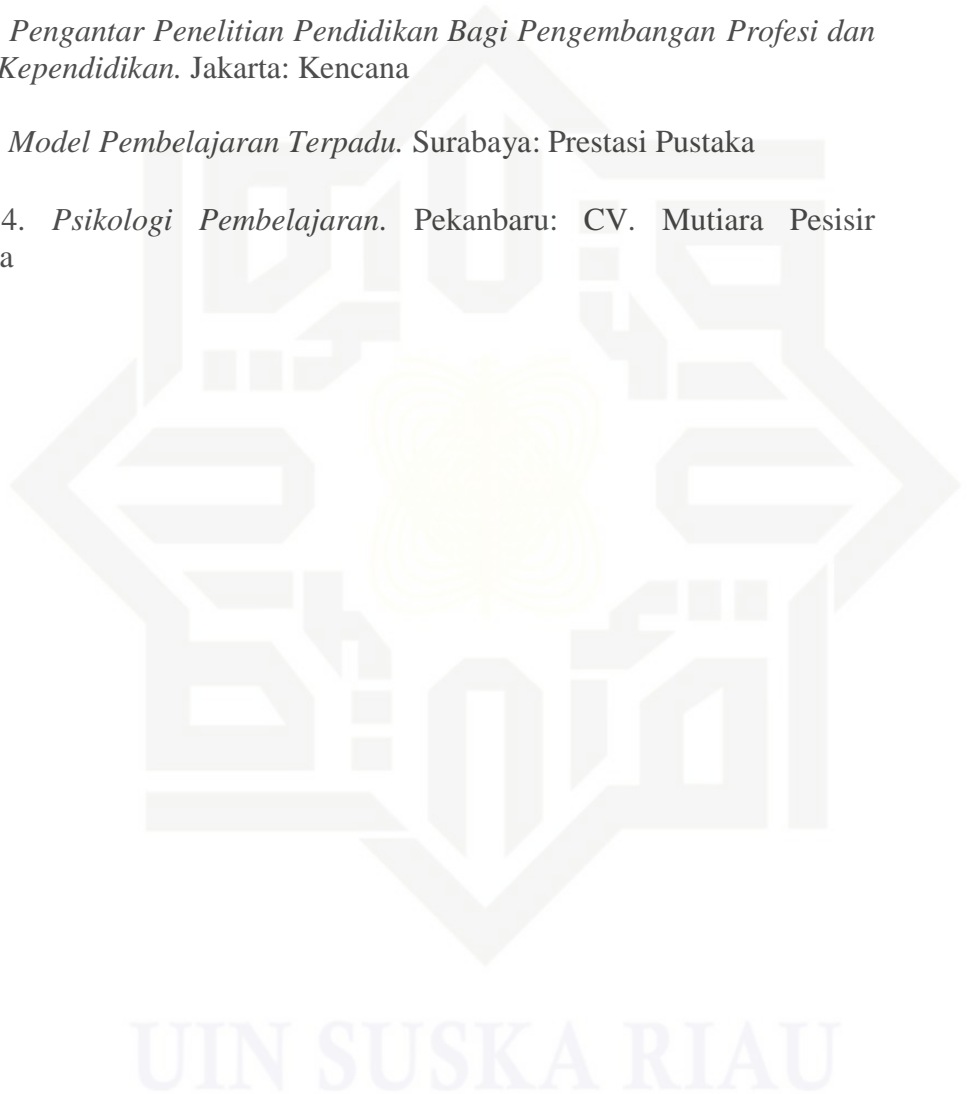 Pengantar Penelitian Pendidikan Bagi Pengembangan Profesi dan
Kependidikan. Jakarta: Kencana
Model Pembelajaran Terpadu. Surabaya: Prestasi Pustaka
4. Psikologi Pembelajaran. Pekanbaru: CV. Mutiara Pesisir
a
UIN SUSKA RIAU